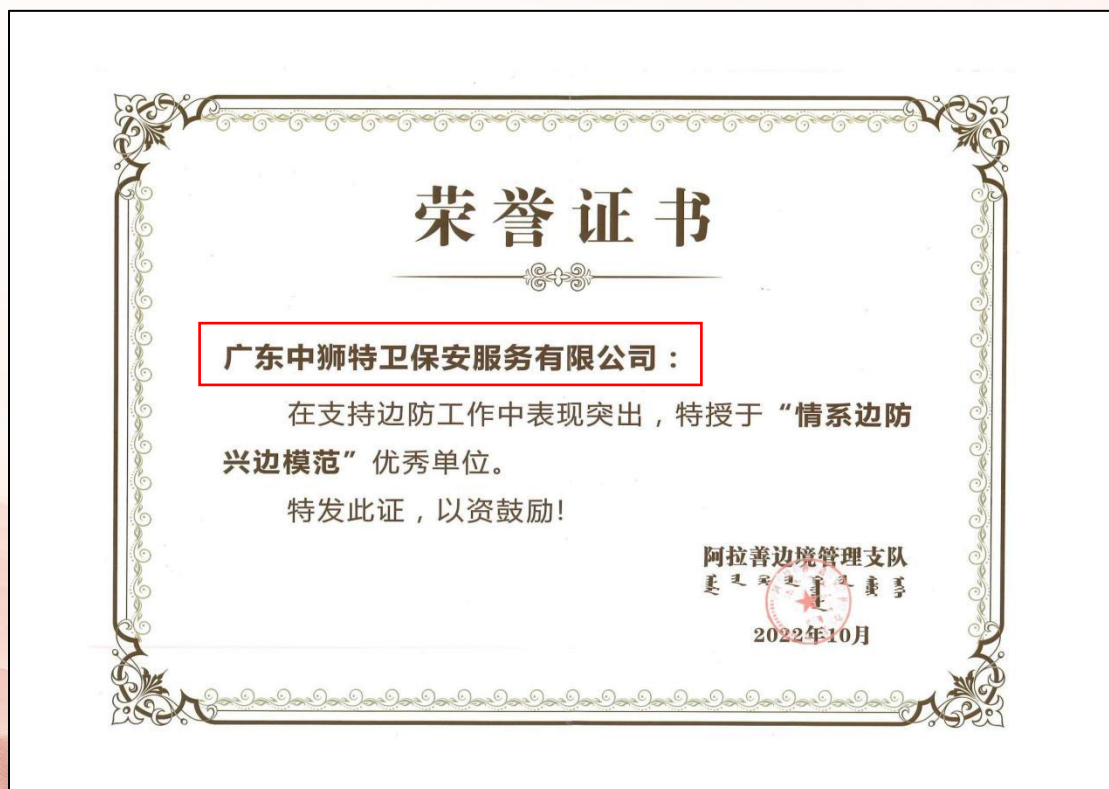 荣誉证书
广东中狮特卫保安服务有限公司：
在支持边防工作中表现突出，特授于“情系边防
兴边模范”优秀单位。
特发此证，以资鼓励!
阿拉善边境管理支队
2022年10月